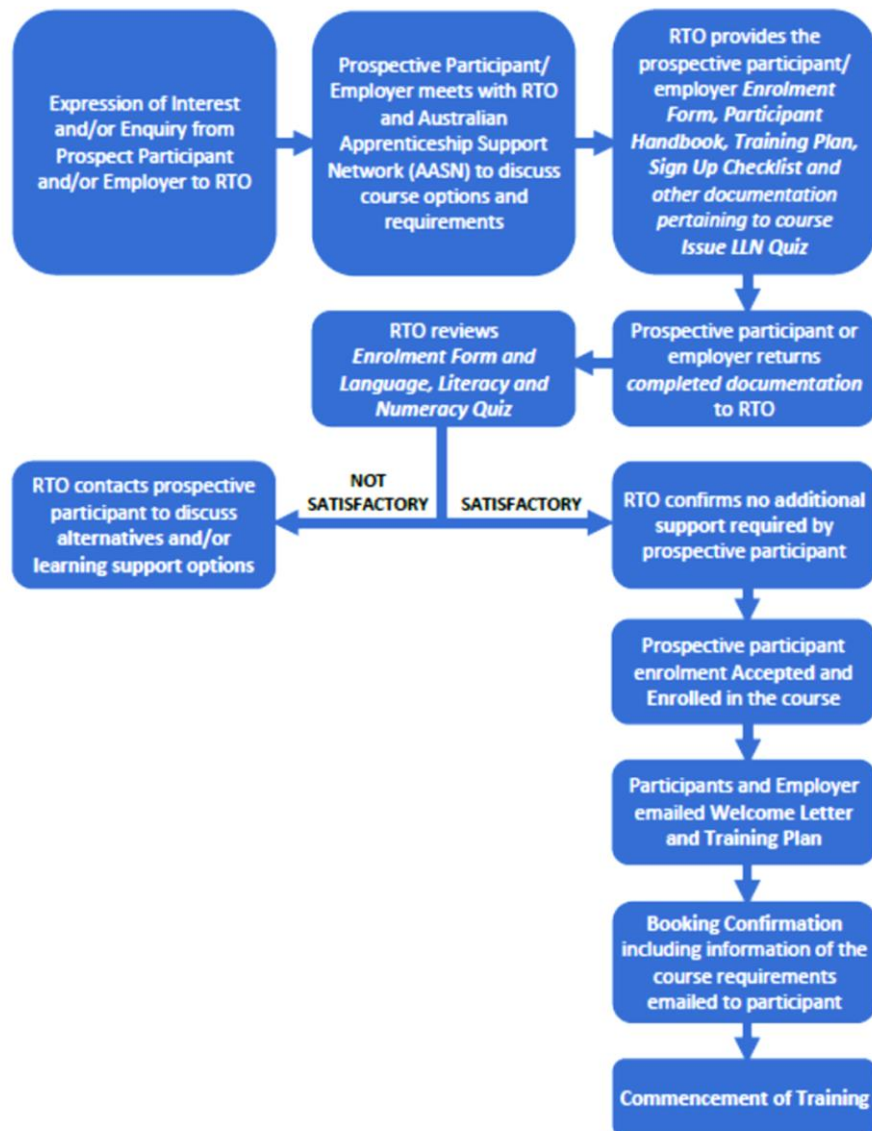 Expression of Interest
and/or Enquiry from
Prospect Participant
and/or Employer to RTO
Prospective Participant/
Employer meets with RTO
and Australian
Apprenticeship Support
Network (AASN) to discuss
course options and
requirements
RTO provides the
prospective participant/
employer Enrolment
Form, Participant
Handbook, Training Plan,
Sign Up Checklist and
other documentation
pertaining to course
Issue LLN Quiz
Prospective participant or
employer returns
completed documentation
to RTO
RTO reviews
Enrolment Form and
Language, Literacy and
Numeracy Quiz
NOT
SATISFACTORY
SATISFACTORY
RTO contacts prospective
participant to discuss
alternatives and/or
learning support options
RTO confirms no additional
support required by
prospective participant
Prospective participant
enrolment Accepted and
Enrolled in the course
Participants and Employer
emailed Welcome Letter
and Training Plan
Booking Confirmation
including information of the
course requirements
emailed to participant
Commencement of Training